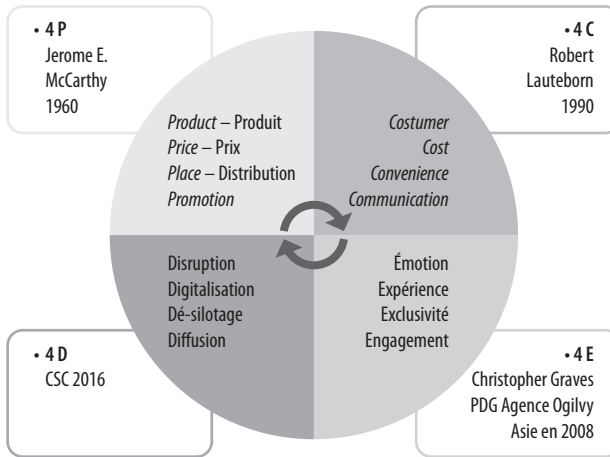 • 4 P
Jerome E.
McCarthy
1960
• 4 C
Robert
Lauteborn
1990
Product – Produit
Price – Prix
Place – Distribution
Promotion
Costumer
Cost
Convenience
Communication
Disruption
Digitalisation
Dé-silotage
Diffusion
Émotion
Expérience
Exclusivité
Engagement
• 4 D
CSC 2016
• 4 E
Christopher Graves
PDG Agence Ogilvy
Asie en 2008